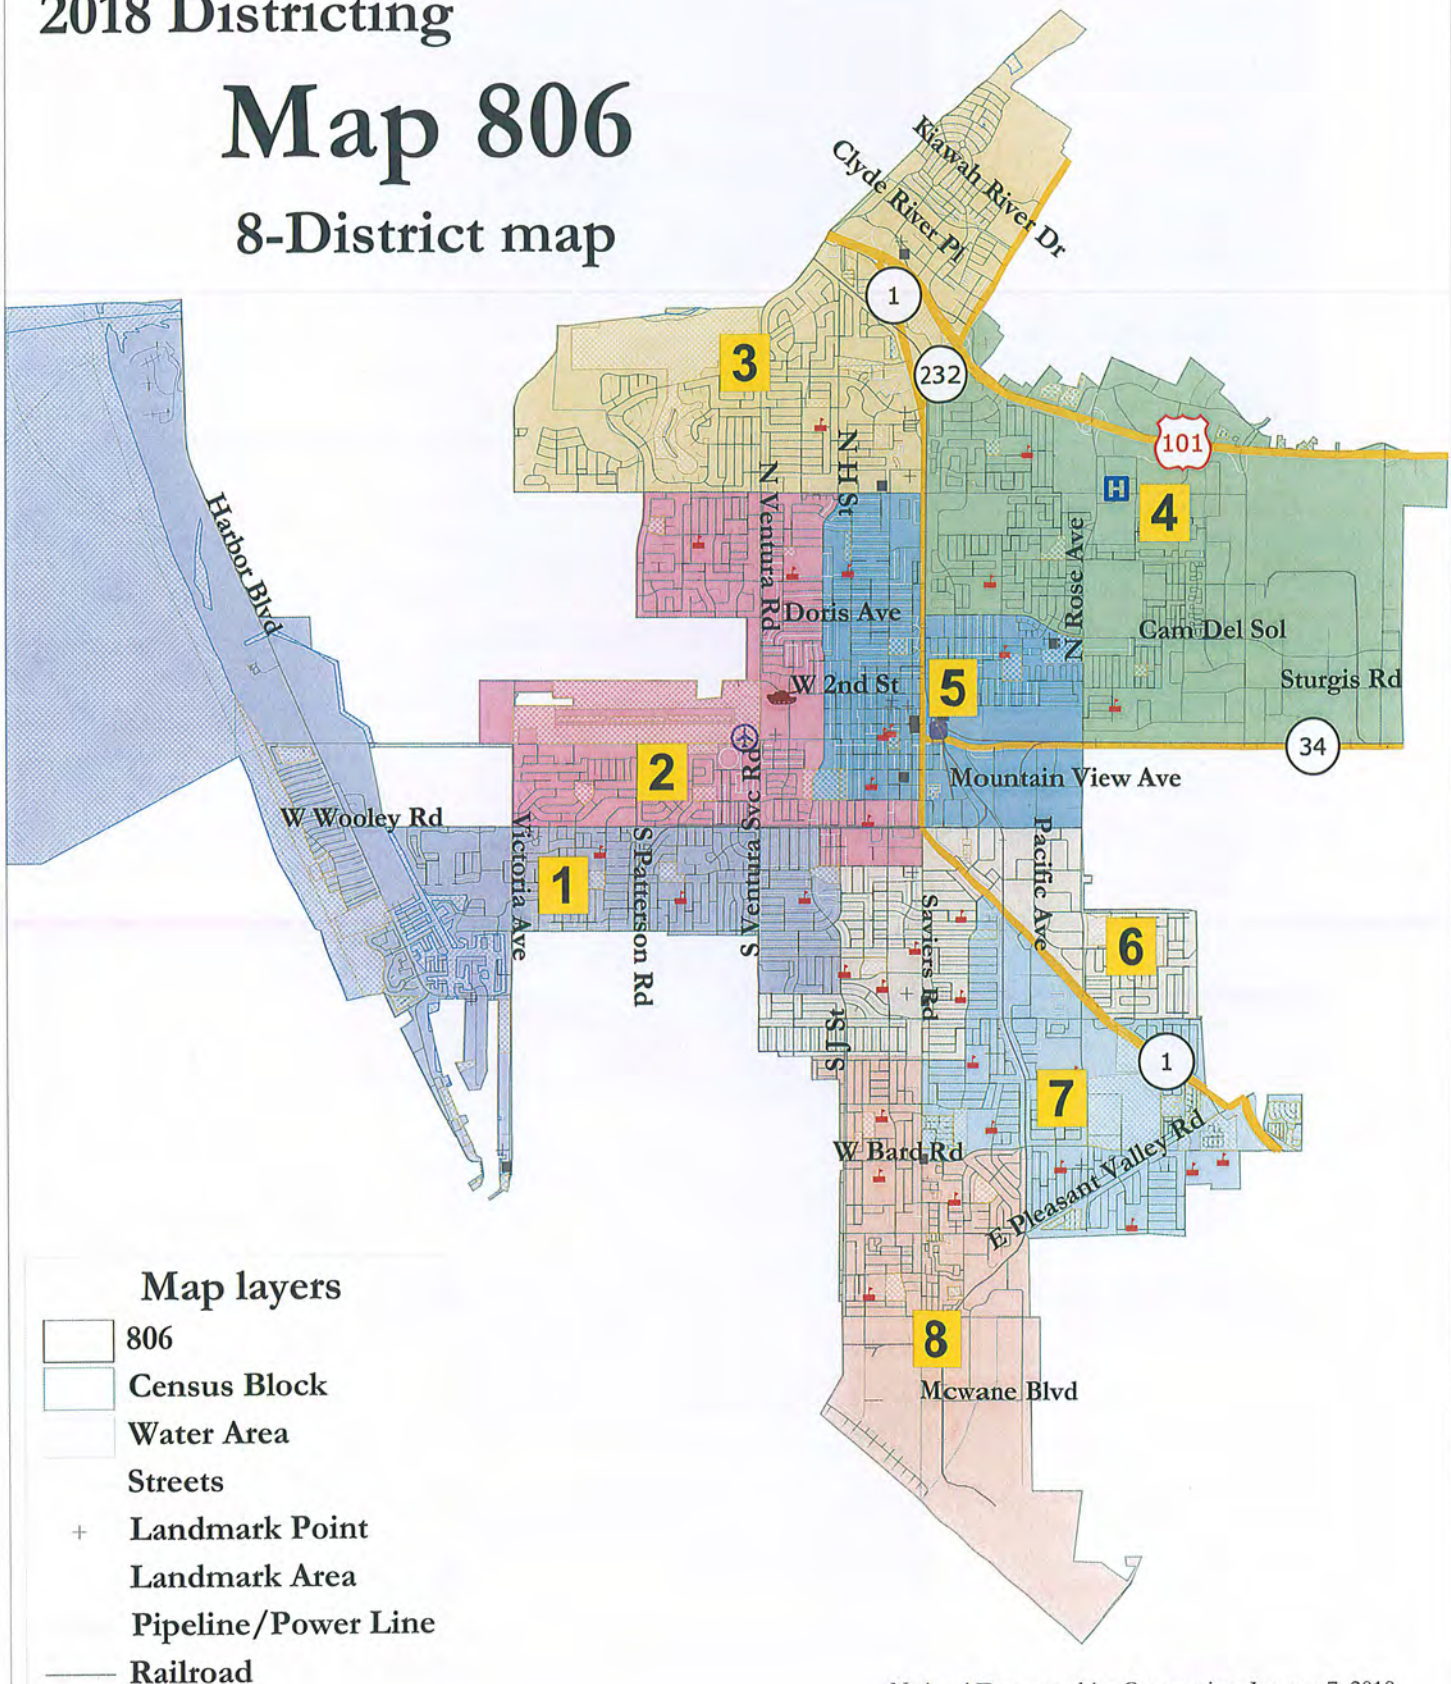 2018 Districting
Map 806
8-District map
Kiawah River Dr
Clyde River Pl
1
232
3
101
N H St
N Ventura Rd
H
4
Harbor Blvd
N Rose Ave
Doris Ave
Cam Del Sol
W 2nd St
5
Sturgis Rd
34
2
Mountain View Ave
S Ventura Svc Rd
W Wooley Rd
Victoria Ave
S Patterson Rd
Pacific Ave
1
Saviers Rd
6
S J St
1
7
W Bard Rd
E Pleasant Valley Rd
8
Mcwane Blvd
Map layers
806
Census Block
Water Area
Streets
Landmark Point
Landmark Area
Pipeline/Power Line
Railroad